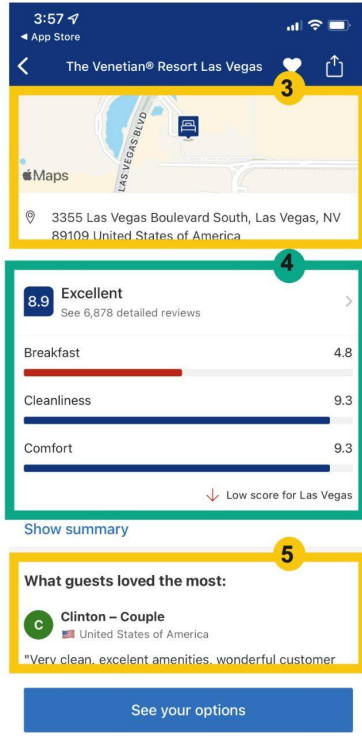 3:57
◀ App Store
The Venetian® Resort Las Vegas
3
LAS VEGAS BLVD
Maps
3355 Las Vegas Boulevard South, Las Vegas, NV
89109 United States of America
4
8.9 Excellent
See 6,878 detailed reviews
Breakfast 4.8
Cleanliness 9.3
Comfort 9.3
↓ Low score for Las Vegas
Show summary
5
What guests loved the most:
C Clinton – Couple
United States of America
"Very clean, excelent amenities, wonderful customer
See your options